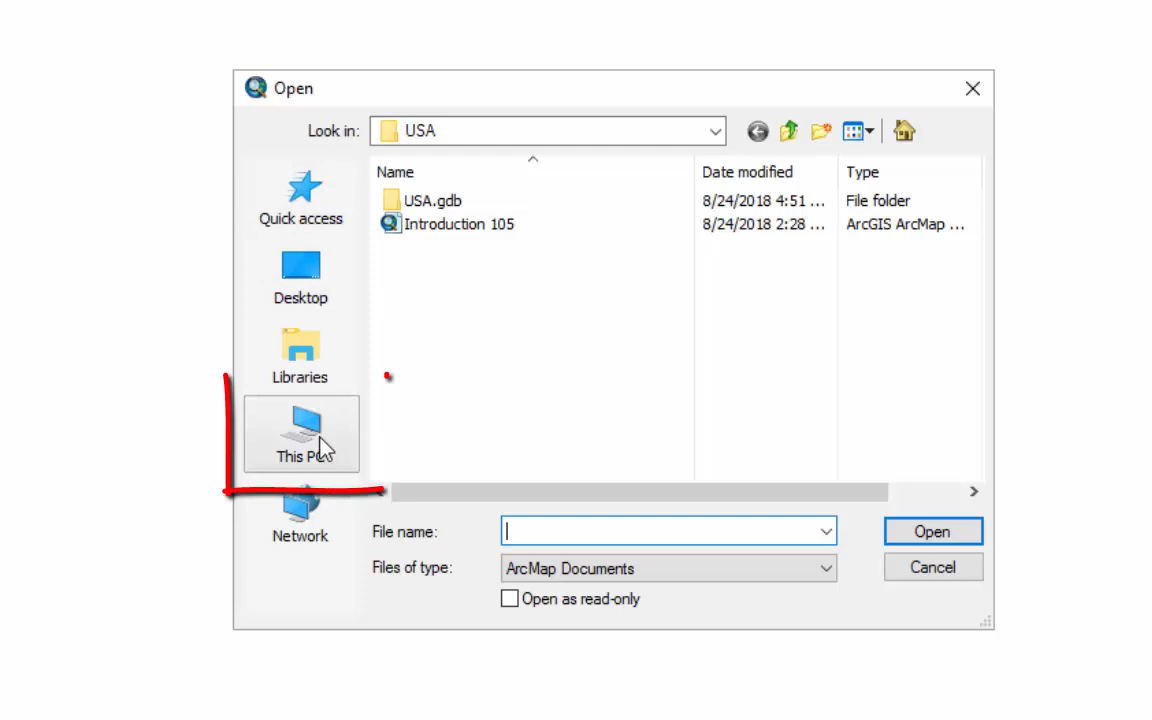 Open
Look in: USA
Name Date modified Type
USA.gdb 8/24/2018 4:51 ... File folder
Introduction 105 8/24/2018 2:28 ... ArcGIS ArcMap ...
Quick access
Desktop
Libraries
This PC
Network
File name: Open
Files of type: ArcMap Documents Cancel
Open as read-only